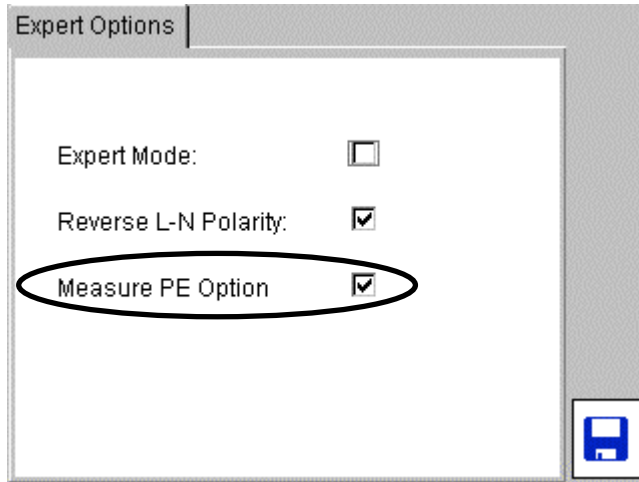 Expert Options
Expert Mode:
Reverse L-N Polarity:
Measure PE Option